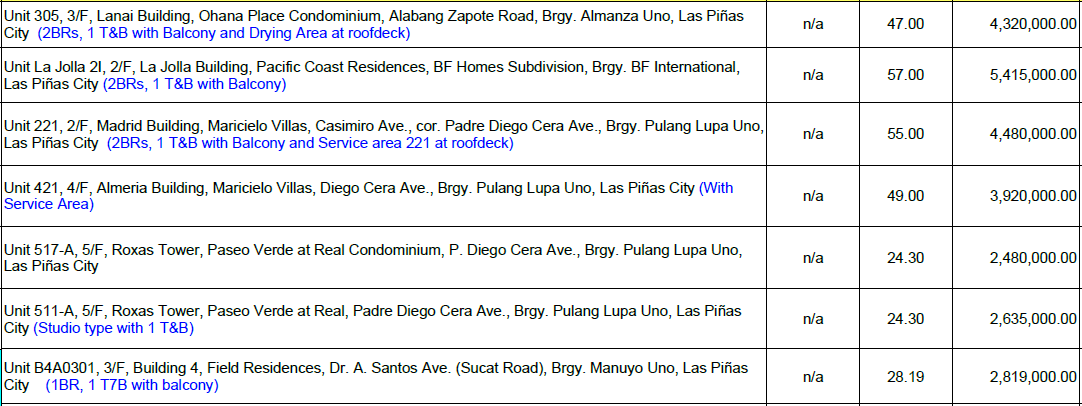 Unit 305, 3/F, Lanai Building, Ohana Place Condominium, Alabang Zapote Road, Brgy. Almanza Uno, Las Piñas
City (2BRs, 1 T&B with Balcony and Drying Area at roofdeck) n/a 47.00 4,320,000.00
Unit La Jolla 2I, 2/F, La Jolla Building, Pacific Coast Residences, BF Homes Subdivision, Brgy. BF International,
Las Piñas City (2BRs, 1 T&B with Balcony) n/a 57.00 5,415,000.00
Unit 221, 2/F, Madrid Building, Maricielo Villas, Casimiro Ave., cor. Padre Diego Cera Ave., Brgy. Pulang Lupa Uno,
Las Piñas City (2BRs, 1 T&B with Balcony and Service area 221 at roofdeck) n/a 55.00 4,480,000.00
Unit 421, 4/F, Almeria Building, Maricielo Villas, Diego Cera Ave., Brgy. Pulang Lupa Uno, Las Piñas City (With
Service Area) n/a 49.00 3,920,000.00
Unit 517-A, 5/F, Roxas Tower, Paseo Verde at Real Condominium, P. Diego Cera Ave., Brgy. Pulang Lupa Uno,
Las Piñas City n/a 24.30 2,480,000.00
Unit 511-A, 5/F, Roxas Tower, Paseo Verde at Real, Padre Diego Cera Ave., Brgy. Pulang Lupa Uno, Las Piñas
City (Studio type with 1 T&B) n/a 24.30 2,635,000.00
Unit B4A0301, 3/F, Building 4, Field Residences, Dr. A. Santos Ave. (Sucat Road), Brgy. Manuyo Uno, Las Piñas
City (1BR, 1 T7B with balcony) n/a 28.19 2,819,000.00